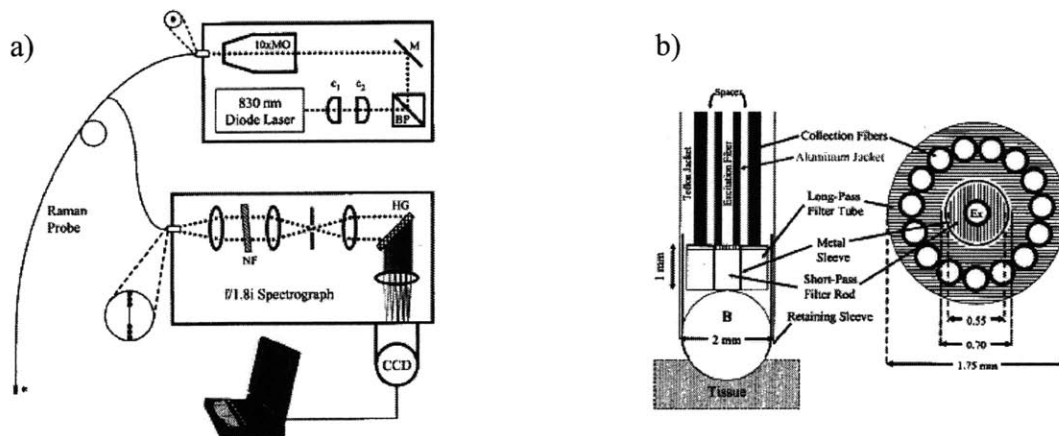 a)
10xMO
M
830 nm
Diode Laser
c1
c2
BP
Raman
Probe
HG
NF
f/1.8i Spectrograph
CCD
b)
Spaces
Teflon Jacket
Excitation Fiber
Collection Fibers
Aluminum Jacket
Long-Pass
Filter Tube
Metal
Sleeve
Short-Pass
Filter Rod
Retaining Sleeve
1 mm
B
2 mm
Tissue
Ex
0.55
0.70
1.75 mm